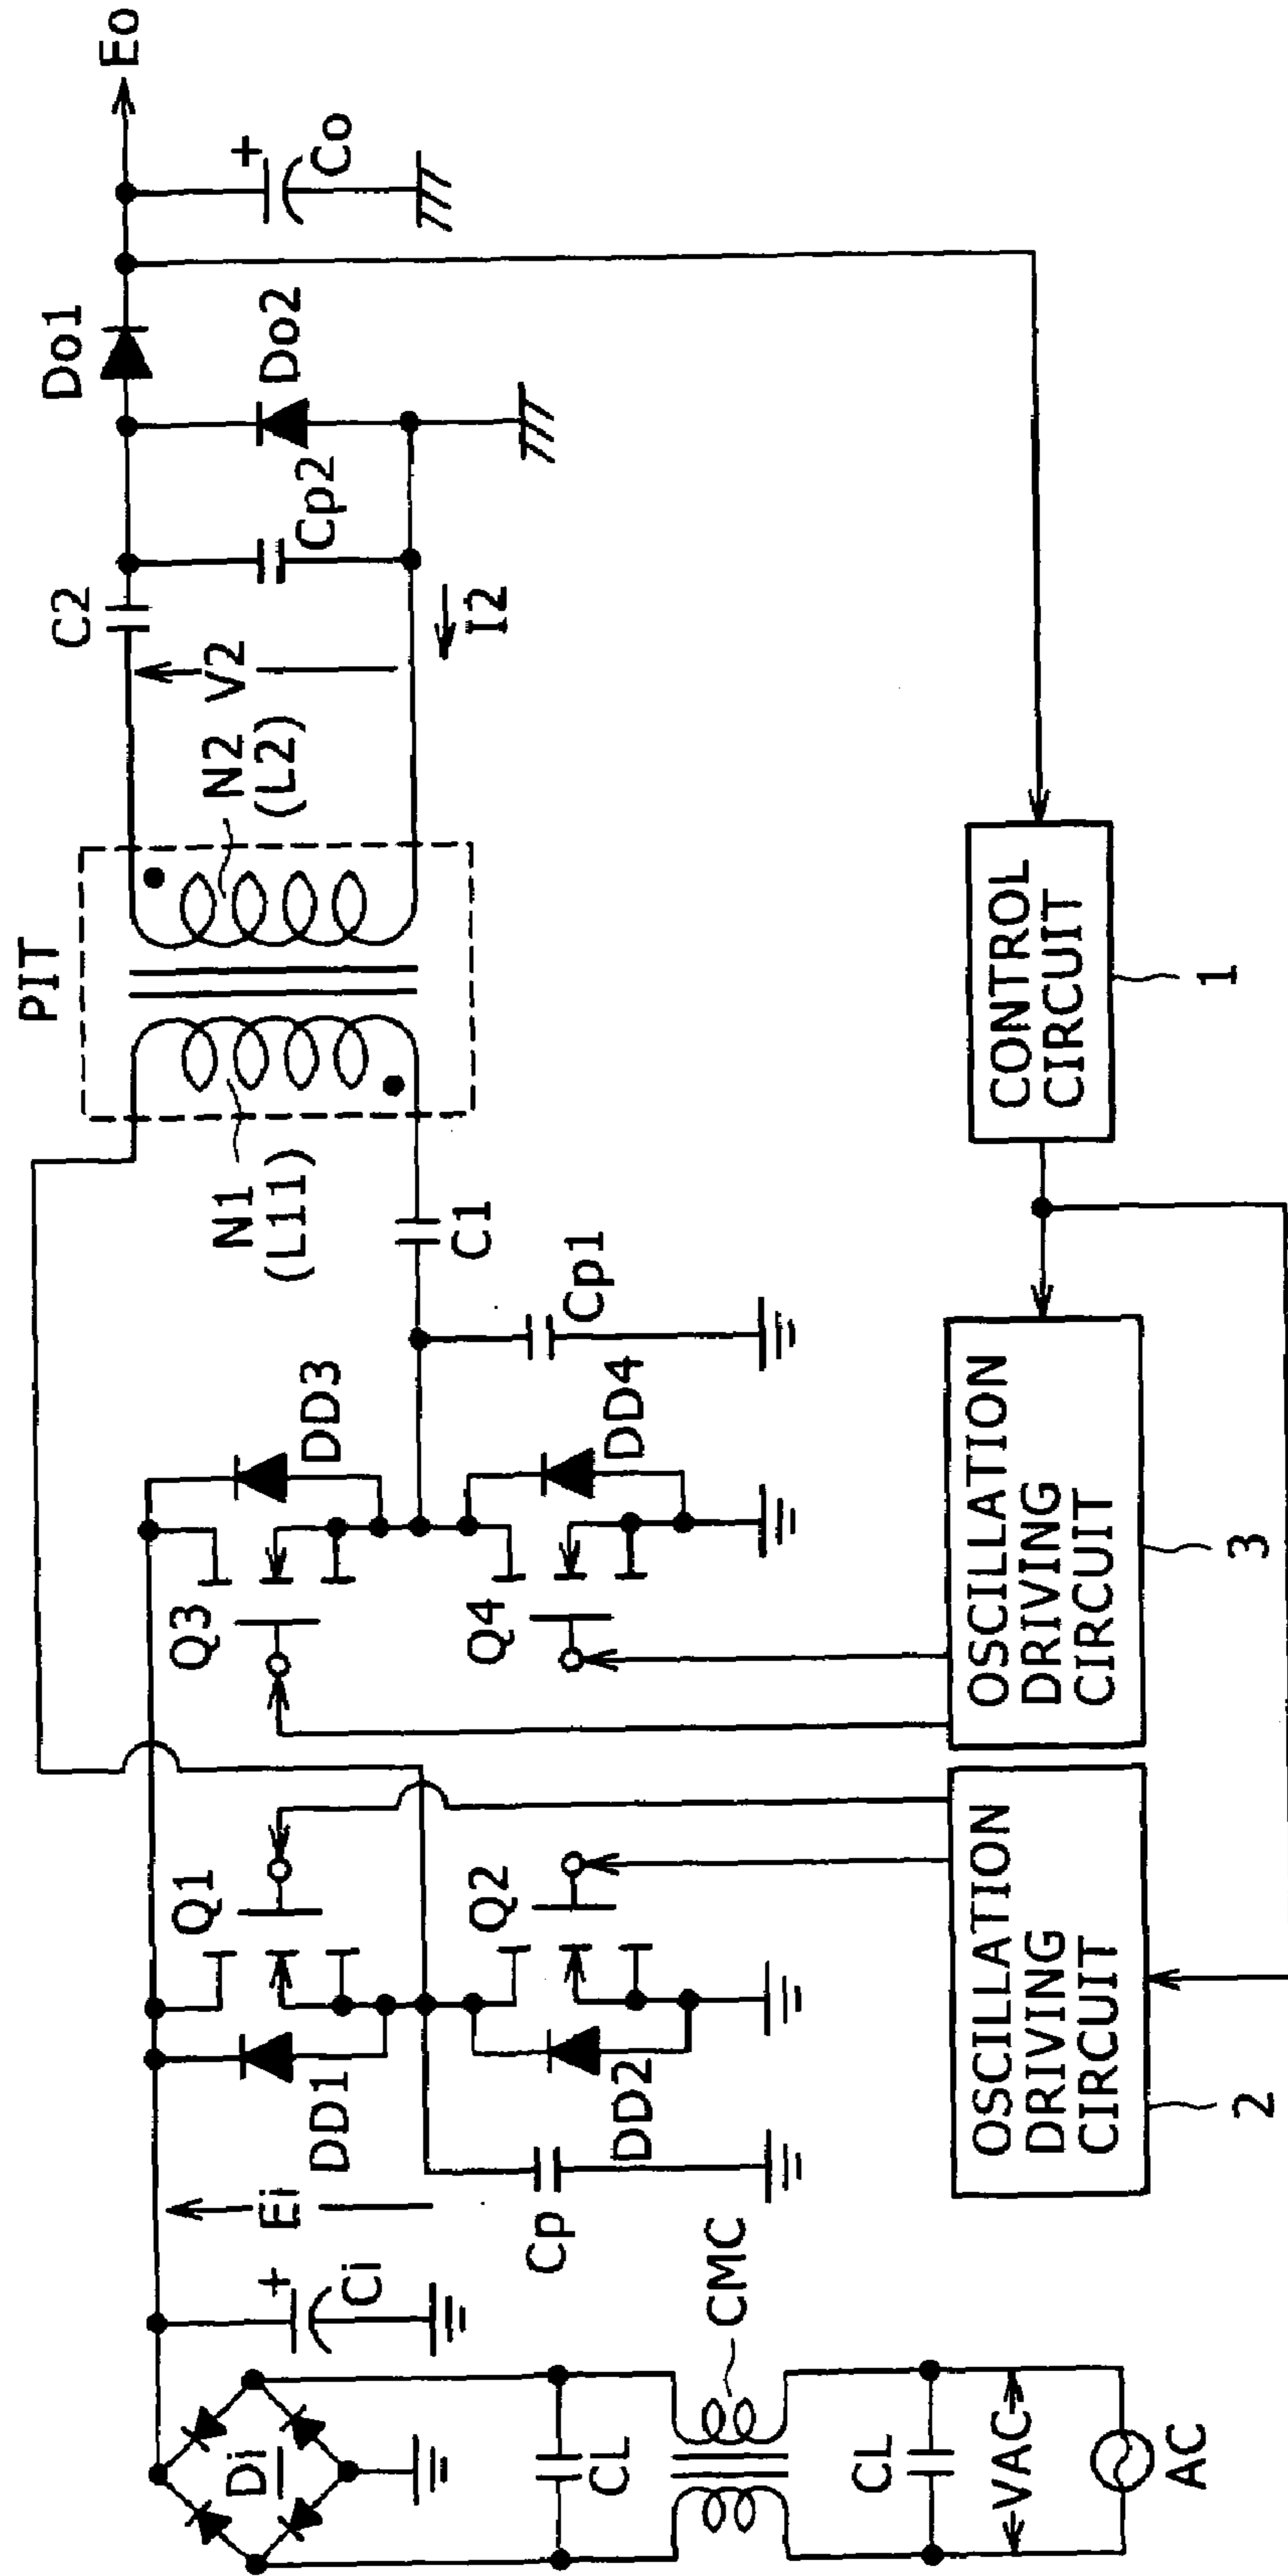 Eo
+
Co
Do1
Do2
Cp2
C2
I2
V2
N2
(L2)
PIT
N1
(L11)
C1
Cp1
DD3
DD4
Q3
Q4
Q1
Q2
DD1
DD2
Ei
Cp
+
Ci
Di
CMC
CL
CL
VAC
AC
CONTROL
CIRCUIT
1
OSCILLATION
DRIVING
CIRCUIT
3
OSCILLATION
DRIVING
CIRCUIT
2